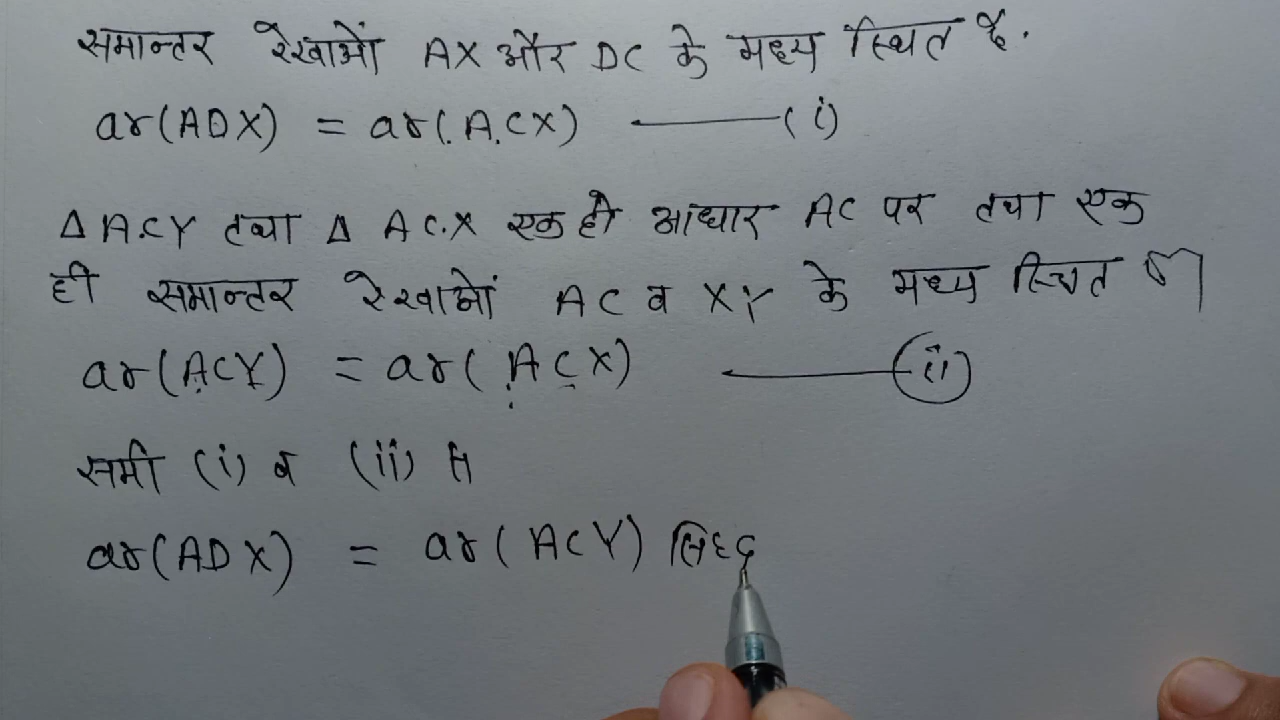 समान्तर रेखाओं AX और DC के मध्य स्थित है.
ar(ADX) = ar(ACX) ——(i)
Δ ACY तथा Δ ACX एक ही आधार AC पर तथा एक
ही समान्तर रेखाओं AC व XY के मध्य स्थित
ar(ACY) = ar(ACX) ——(ii)
समी (i) व (ii) से
ar(ADX) = ar(ACY) सिध्द